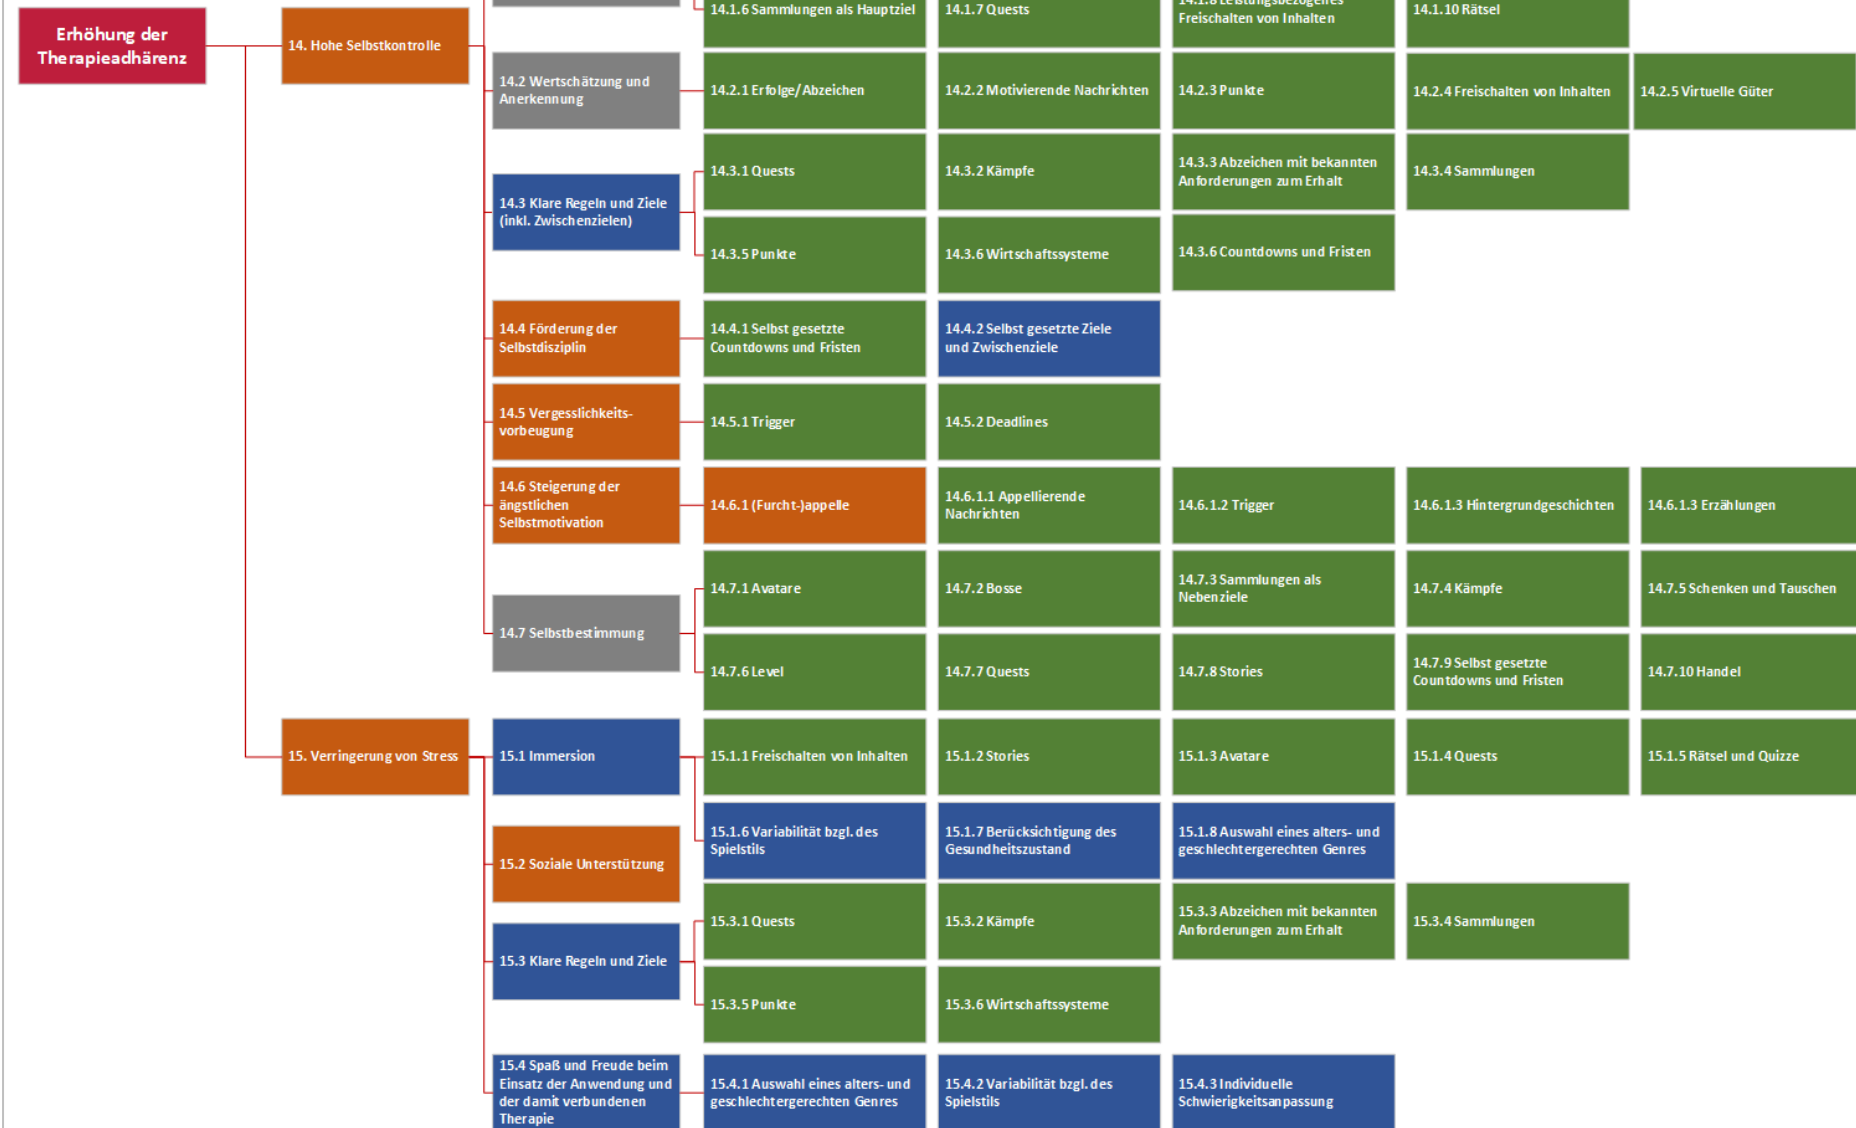 Erhöhung der
Therapieadhärenz
14. Hohe Selbstkontrolle
14.1.6 Sammlungen als Hauptziel
14.1.7 Quests
14.1.8 Leistungsbezogenes
Freischalten von Inhalten
14.1.10 Rätsel
14.2 Wertschätzung und
Anerkennung
14.2.1 Erfolge/Abzeichen
14.2.2 Motivierende Nachrichten
14.2.3 Punkte
14.2.4 Freischalten von Inhalten
14.2.5 Virtuelle Güter
14.3 Klare Regeln und Ziele
(inkl. Zwischenzielen)
14.3.1 Quests
14.3.2 Kämpfe
14.3.3 Abzeichen mit bekannten
Anforderungen zum Erhalt
14.3.4 Sammlungen
14.3.5 Punkte
14.3.6 Wirtschaftssysteme
14.3.6 Countdowns und Fristen
14.4 Förderung der
Selbstdisziplin
14.4.1 Selbst gesetzte
Countdowns und Fristen
14.4.2 Selbst gesetzte Ziele
und Zwischenziele
14.5 Vergesslichkeits-
vorbeugung
14.5.1 Trigger
14.5.2 Deadlines
14.6 Steigerung der
ängstlichen
Selbstmotivation
14.6.1 (Furcht-)appelle
14.6.1.1 Appellierende
Nachrichten
14.6.1.2 Trigger
14.6.1.3 Hintergrundgeschichten
14.6.1.3 Erzählungen
14.7 Selbstbestimmung
14.7.1 Avatare
14.7.2 Bosse
14.7.3 Sammlungen als
Nebenziele
14.7.4 Kämpfe
14.7.5 Schenken und Tauschen
14.7.6 Level
14.7.7 Quests
14.7.8 Stories
14.7.9 Selbst gesetzte
Countdowns und Fristen
14.7.10 Handel
15. Verringerung von Stress
15.1 Immersion
15.1.1 Freischalten von Inhalten
15.1.2 Stories
15.1.3 Avatare
15.1.4 Quests
15.1.5 Rätsel und Quizze
15.1.6 Variabilität bzgl. des
Spielstils
15.1.7 Berücksichtigung des
Gesundheitszustand
15.1.8 Auswahl eines alters- und
geschlechtergerechten Genres
15.2 Soziale Unterstützung
15.3 Klare Regeln und Ziele
15.3.1 Quests
15.3.2 Kämpfe
15.3.3 Abzeichen mit bekannten
Anforderungen zum Erhalt
15.3.4 Sammlungen
15.3.5 Punkte
15.3.6 Wirtschaftssysteme
15.4 Spaß und Freude beim
Einsatz der Anwendung und
der damit verbundenen
Therapie
15.4.1 Auswahl eines alters- und
geschlechtergerechten Genres
15.4.2 Variabilität bzgl. des
Spielstils
15.4.3 Individuelle
Schwierigkeitsanpassung